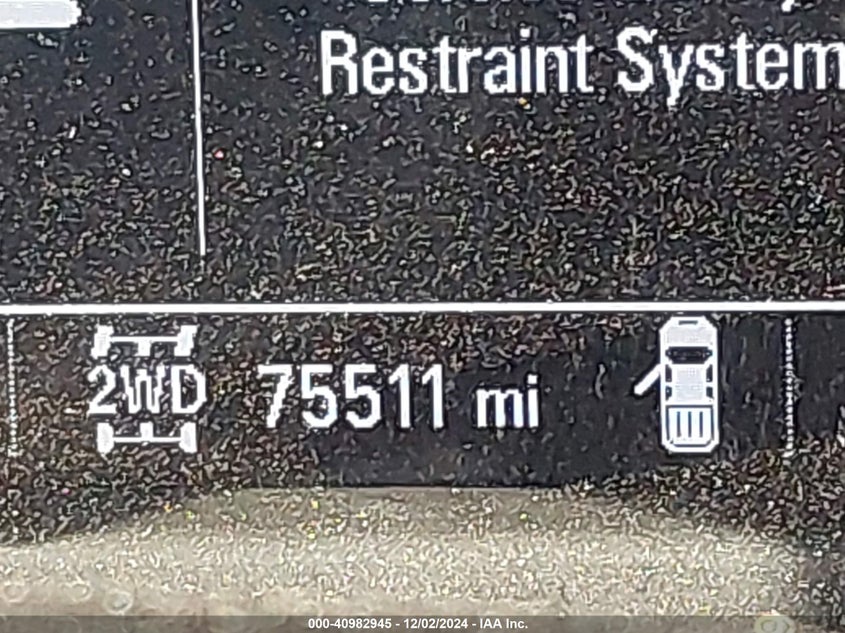 Restraint System
2WD 75511 mi
000-40982945 - 12/02/2024 - IAA Inc.